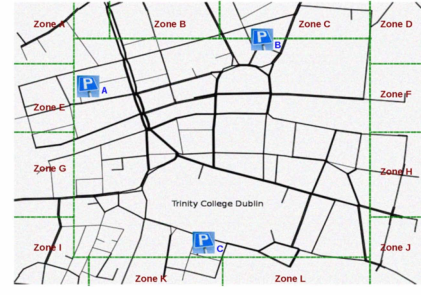 Zone A
Zone B
Zone C
Zone D
P
B
P
A
Zone E
Zone F
Zone G
Zone H
Trinity College Dublin
P
C
Zone I
Zone J
Zone K
Zone L